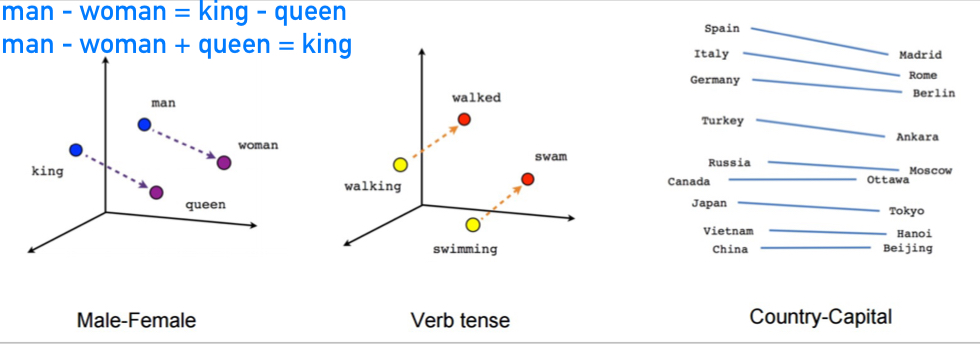 man - woman = king - queen
man - woman + queen = king
man
woman
king
queen
Male-Female
walked
swam
walking
swimming
Verb tense
Spain
Madrid
Italy
Rome
Germany
Berlin
Turkey
Ankara
Russia
Moscow
Canada
Ottawa
Japan
Tokyo
Vietnam
Hanoi
China
Beijing
Country-Capital